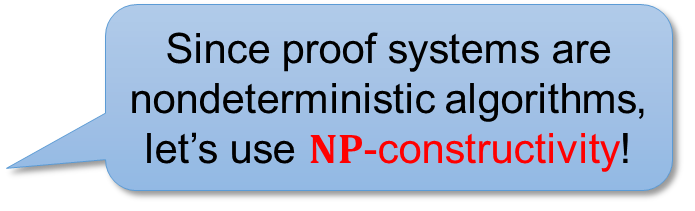 Since proof systems are
nondeterministic algorithms,
let’s use NP-constructivity!